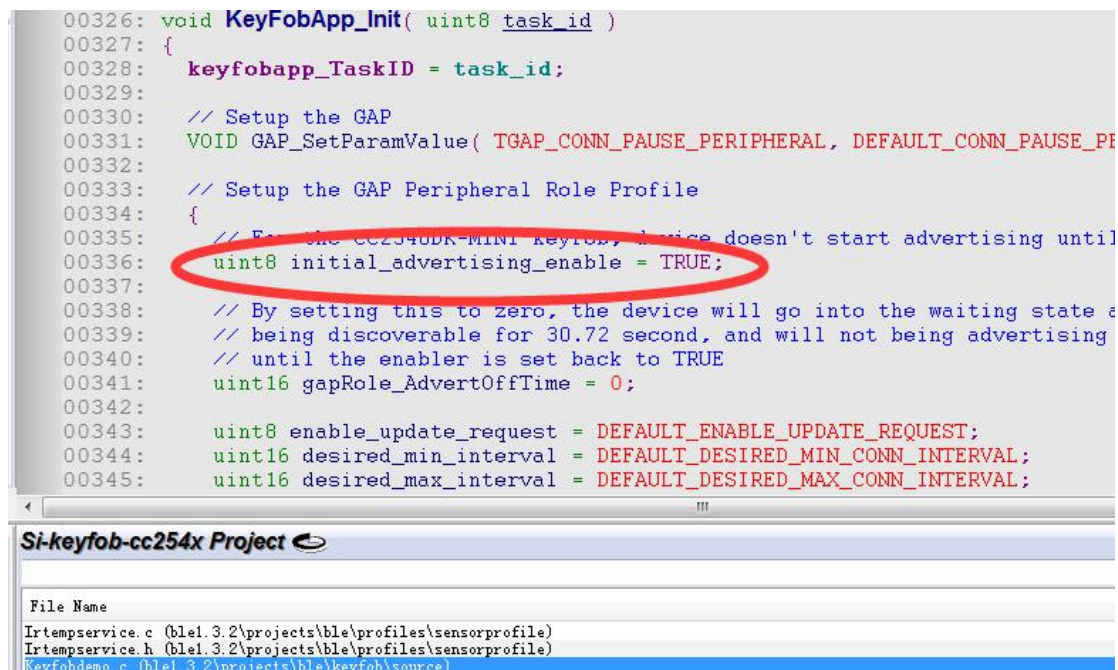 00326: void KeyFobApp_Init( uint8 task_id )
00327: {
00328: keyfobapp_TaskID = task_id;
00329:
00330: // Setup the GAP
00331: VOID GAP_SetParamValue( TGAP_CONN_PAUSE_PERIPHERAL, DEFAULT_CONN_PAUSE_PE
00332:
00333: // Setup the GAP Peripheral Role Profile
00334: {
00335: // For the CC2540DK-MINI keyfob, device doesn't start advertising until
00336: uint8 initial_advertising_enable = TRUE;
00337:
00338: // By setting this to zero, the device will go into the waiting state a
00339: // being discoverable for 30.72 second, and will not being advertising
00340: // until the enabler is set back to TRUE
00341: uint16 gapRole_AdvertOffTime = 0;
00342:
00343: uint8 enable_update_request = DEFAULT_ENABLE_UPDATE_REQUEST;
00344: uint16 desired_min_interval = DEFAULT_DESIRED_MIN_CONN_INTERVAL;
00345: uint16 desired_max_interval = DEFAULT_DESIRED_MAX_CONN_INTERVAL;
Si-keyfob-cc254x Project
File Name
Irtempservice.c (ble1.3.2\projects\ble\profiles\sensorprofile)
Irtempservice.h (ble1.3.2\projects\ble\profiles\sensorprofile)
Keyfobdemo.c (ble1.3.2\projects\ble\keyfob\source)